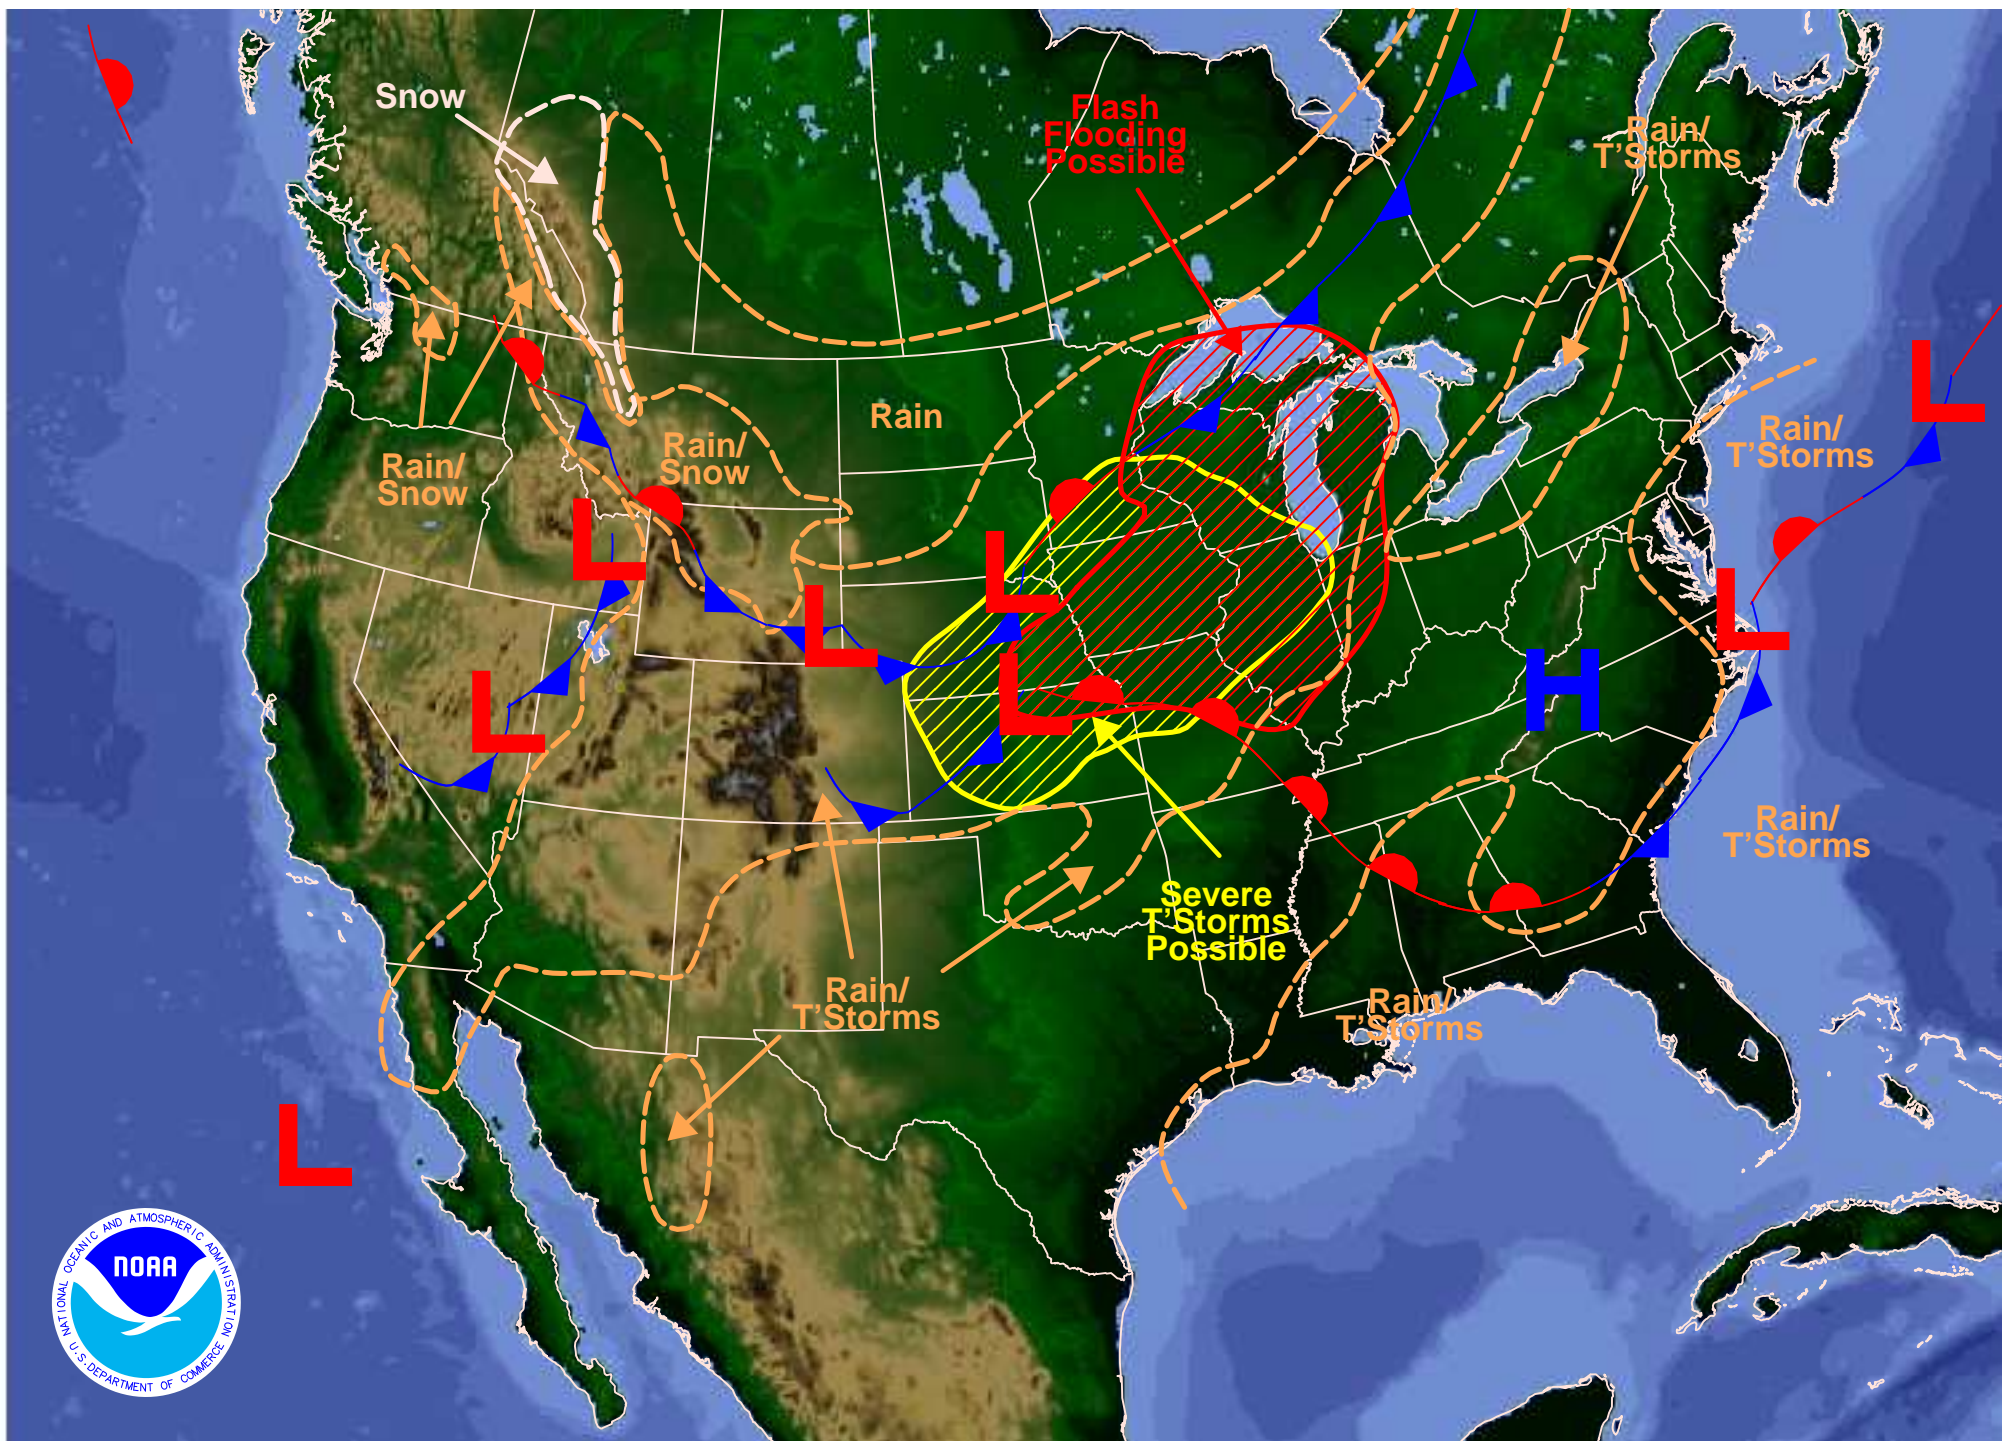 Snow
Flash
Flooding
Possible
Rain/
T'Storms
Rain
Rain/
Snow
Rain/
Snow
Rain/
T'Storms
L
L
L
L
L
L
L
L
H
Rain/
T'Storms
Severe
T'Storms
Possible
Rain/
T'Storms
Rain/
T'Storms
NATIONAL OCEANIC AND ATMOSPHERIC ADMINISTRATION
NOAA
U.S. DEPARTMENT OF COMMERCE